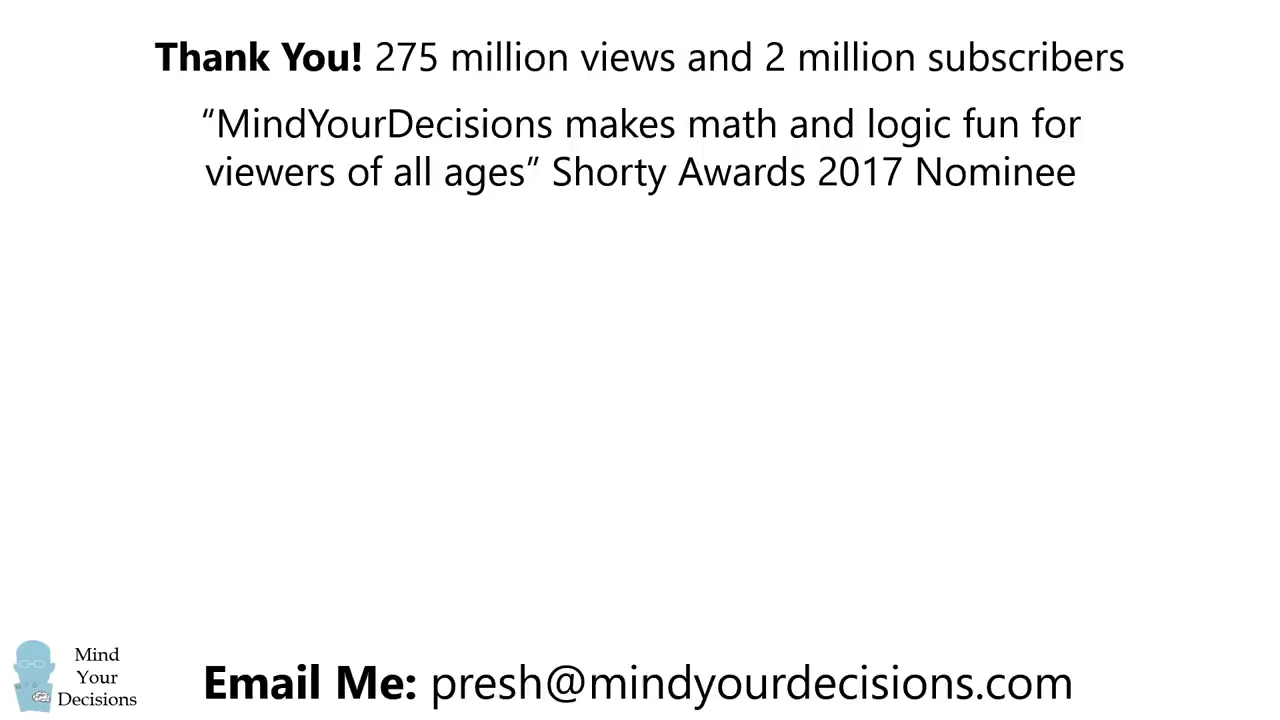 Thank You! 275 million views and 2 million subscribers
“MindYourDecisions makes math and logic fun for
viewers of all ages” Shorty Awards 2017 Nominee
Mind
Your
Decisions
Email Me: presh@mindyourdecisions.com